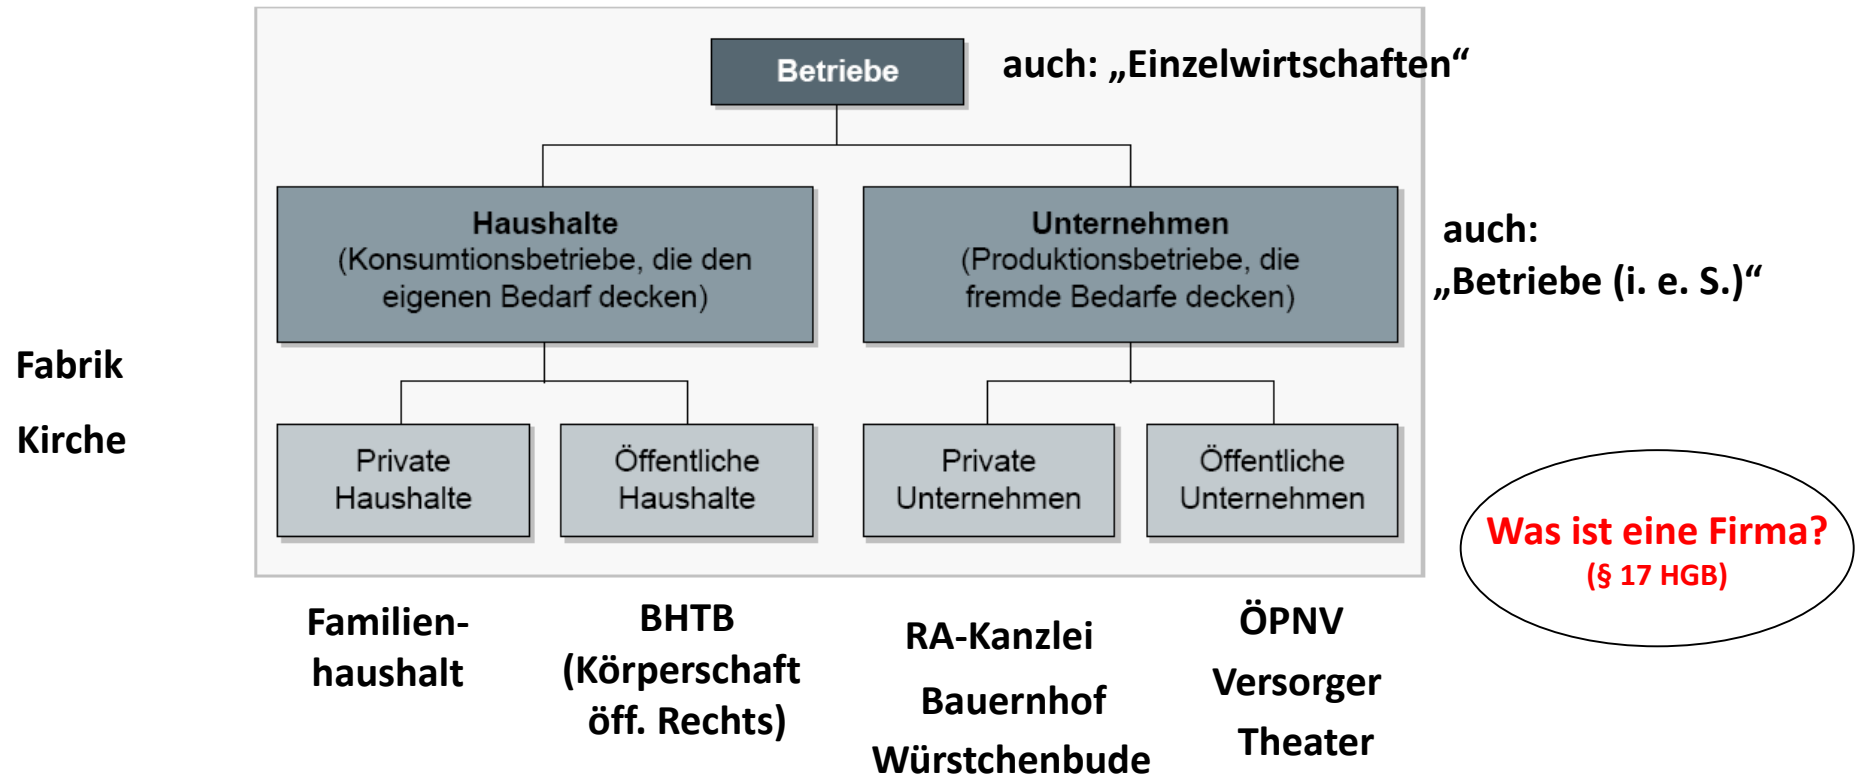 Betriebe
auch: „Einzelwirtschaften“
Haushalte
(Konsumtionsbetriebe, die den
eigenen Bedarf decken)
Unternehmen
(Produktionsbetriebe, die
fremde Bedarfe decken)
auch:
„Betriebe (i. e. S.)“
Fabrik
Kirche
Private
Haushalte
Öffentliche
Haushalte
Private
Unternehmen
Öffentliche
Unternehmen
Was ist eine Firma?
(§ 17 HGB)
Familien-
haushalt
BHTB
(Körperschaft
öff. Rechts)
RA-Kanzlei
Bauernhof
Würstchenbude
ÖPNV
Versorger
Theater